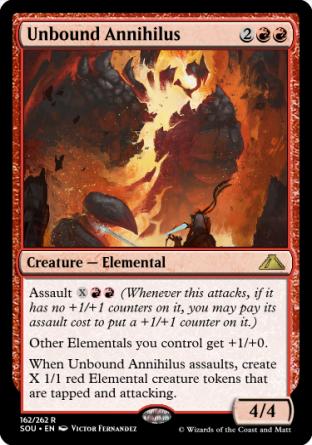 Unbound Annihilus 2
Creature — Elemental
Assault X (Whenever this attacks, if it
has no +1/+1 counters on it, you may pay its
assault cost to put a +1/+1 counter on it.)
Other Elementals you control get +1/+0.
When Unbound Annihilus assaults, create
X 1/1 red Elemental creature tokens that
are tapped and attacking.
4/4
162/262 R
SOU • EN VICTOR FERNANDEZ © Wizards of the Coast and Matt